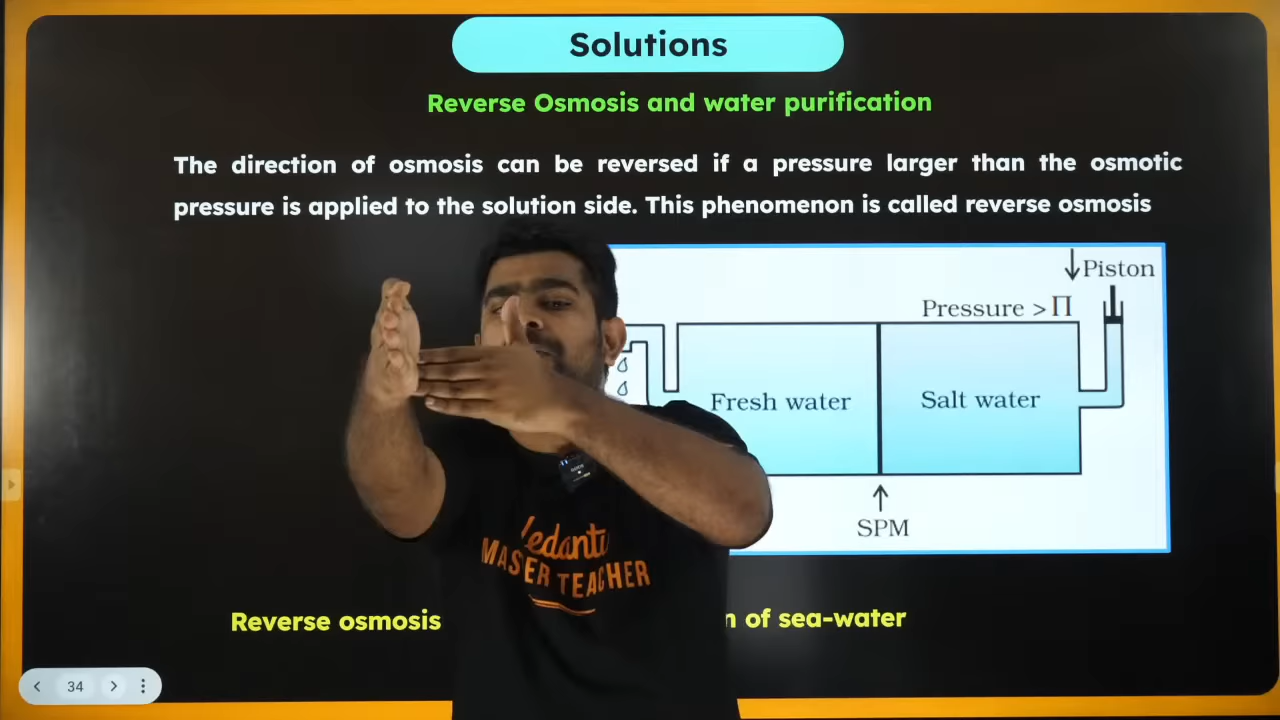 Solutions
Reverse Osmosis and water purification
The direction of osmosis can be reversed if a pressure larger than the osmotic
pressure is applied to the solution side. This phenomenon is called reverse osmosis
Piston
Pressure > Π
Fresh water
Salt water
SPM
Vedantu
MASTER TEACHER
Reverse osmosis
of sea-water
34